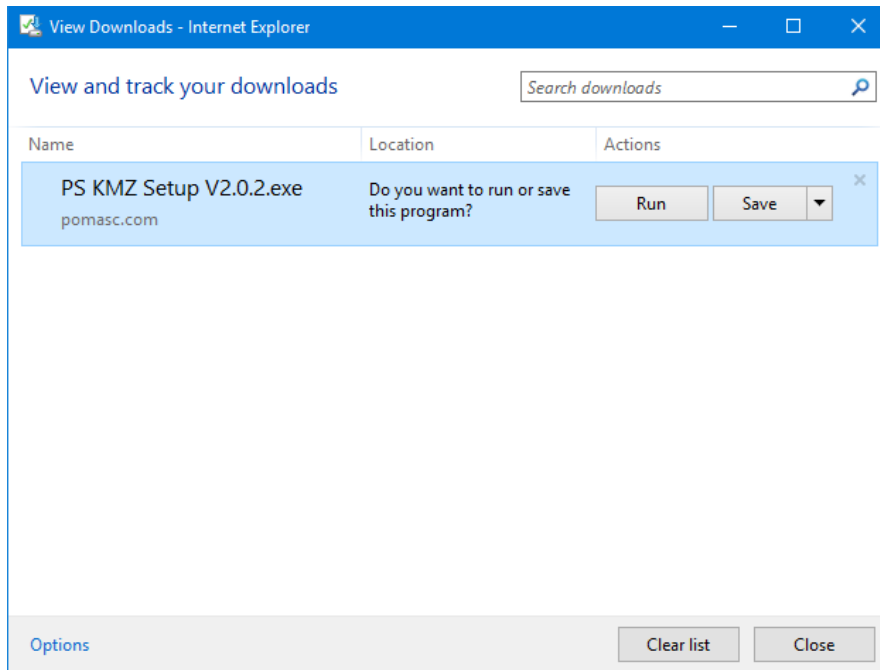 View Downloads - Internet Explorer
View and track your downloads
Search downloads
Name
Location
Actions
PS KMZ Setup V2.0.2.exe
pomasc.com
Do you want to run or save
this program?
Run
Save
Options
Clear list
Close